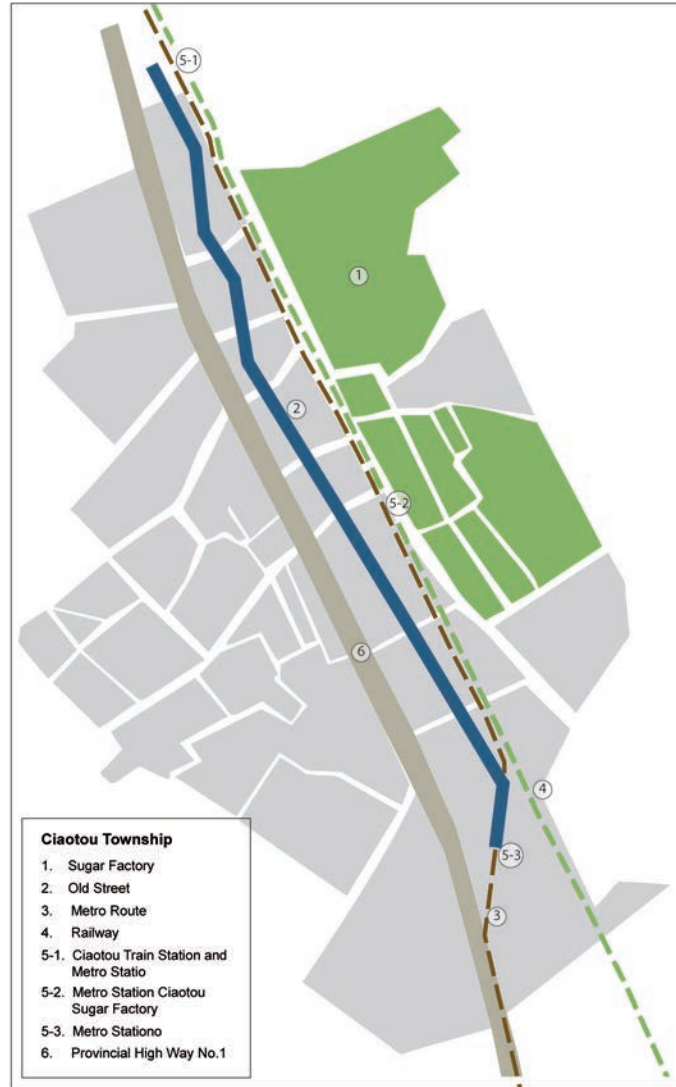 5-1
1
2
5-2
6
4
5-3
3
Ciaotou Township
1. Sugar Factory
2. Old Street
3. Metro Route
4. Railway
5-1. Ciaotou Train Station and
Metro Statio
5-2. Metro Station Ciaotou
Sugar Factory
5-3. Metro Stationo
6. Provincial High Way No.1